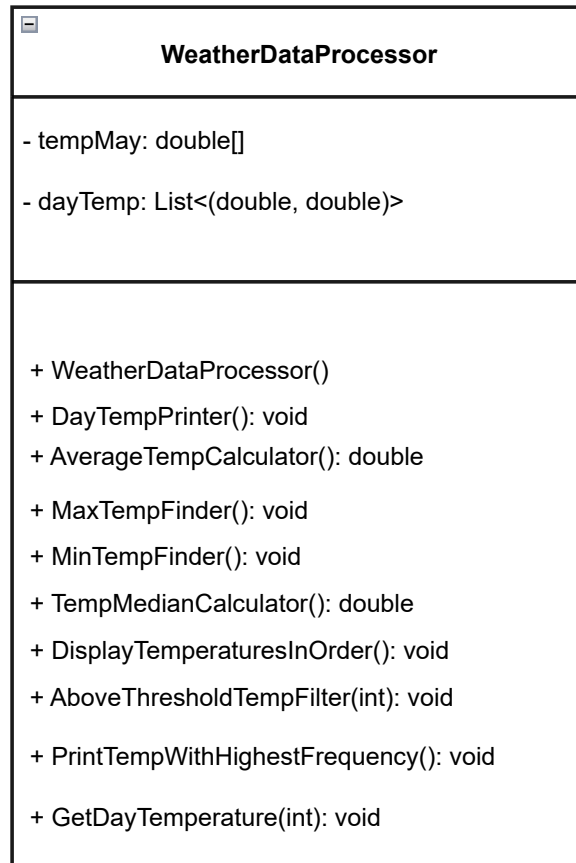 WeatherDataProcessor
- tempMay: double[]
- dayTemp: List<(double, double)>
+ WeatherDataProcessor()
+ DayTempPrinter(): void
+ AverageTempCalculator(): double
+ MaxTempFinder(): void
+ MinTempFinder(): void
+ TempMedianCalculator(): double
+ DisplayTemperaturesInOrder(): void
+ AboveThresholdTempFilter(int): void
+ PrintTempWithHighestFrequency(): void
+ GetDayTemperature(int): void